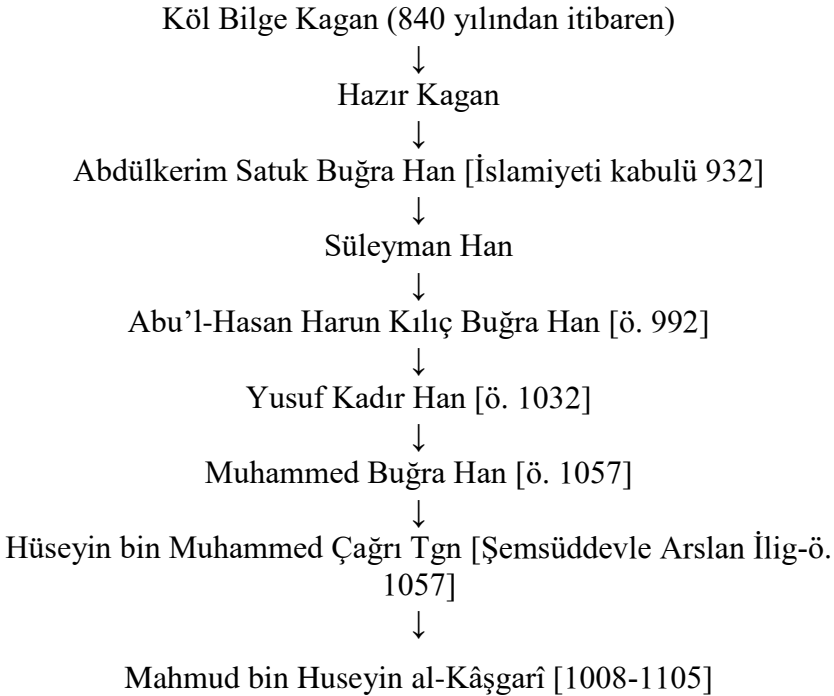 Köl Bilge Kagan (840 yılından itibaren)
↓
Hazır Kagan
↓
Abdülkerim Satuk Buğra Han [İslamiyeti kabulü 932]
↓
Süleyman Han
↓
Abu’l-Hasan Harun Kılıç Buğra Han [ö. 992]
↓
Yusuf Kadır Han [ö. 1032]
↓
Muhammed Buğra Han [ö. 1057]
↓
Hüseyin bin Muhammed Çağrı Tgn [Şemsüddevle Arslan İlig-ö.
1057]
↓
Mahmud bin Huseyin al-Kâşgarî [1008-1105]